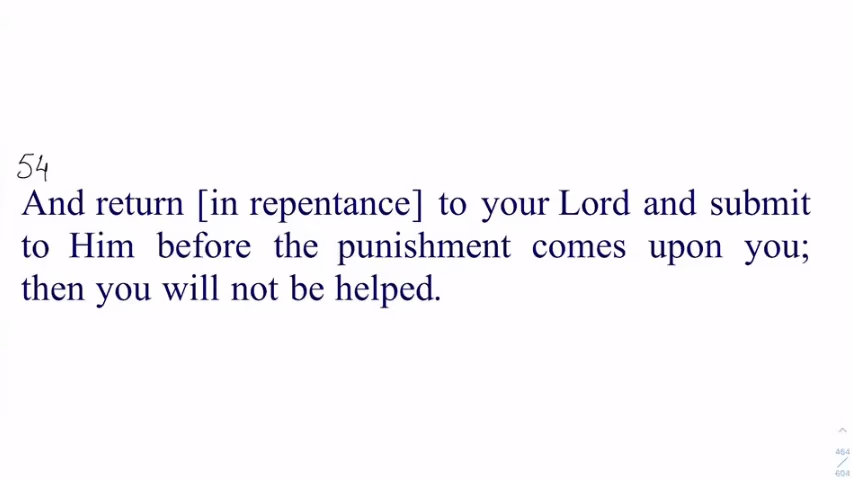 54
And return [in repentance] to your Lord and submit
to Him before the punishment comes upon you;
then you will not be helped.
464
604